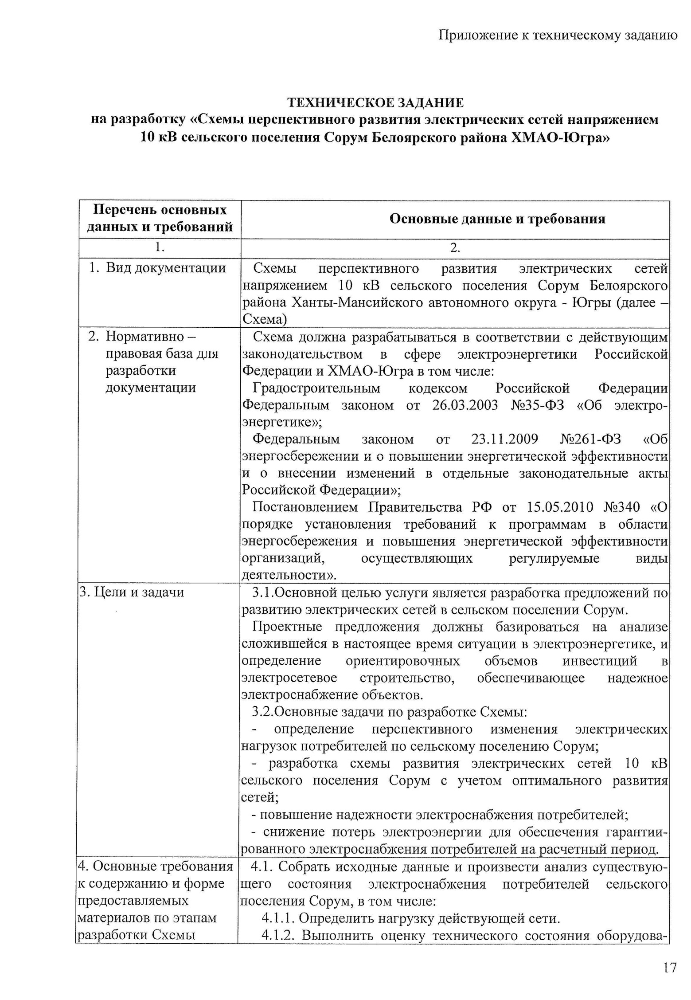 Приложение к техническому заданию
ТЕХНИЧЕСКОЕ ЗАДАНИЕ
на разработку «Схемы перспективного развития электрических сетей напряжением
10 кВ сельского поселения Сорум Белоярского района ХМАО-Югра»
Перечень основных
данных и требований
Основные данные и требования
1.
2.
1. Вид документации
Схемы перспективного развития электрических сетей
напряжением 10 кВ сельского поселения Сорум Белоярского
района Ханты-Мансийского автономного округа - Югры (далее –
Схема)
2. Нормативно –
правовая база для
разработки
документации
Схема должна разрабатываться в соответствии с действующим
законодательством в сфере электроэнергетики Российской
Федерации и ХМАО-Югра в том числе:
Градостроительным кодексом Российской Федерации
Федеральным законом от 26.03.2003 №35-ФЗ «Об электро-
энергетике»;
Федеральным законом от 23.11.2009 №261-ФЗ «Об
энергосбережении и о повышении энергетической эффективности
и о внесении изменений в отдельные законодательные акты
Российской Федерации»;
Постановлением Правительства РФ от 15.05.2010 №340 «О
порядке установления требований к программам в области
энергосбережения и повышения энергетической эффективности
организаций, осуществляющих регулируемые виды
деятельности».
3. Цели и задачи
3.1.Основной целью услуги является разработка предложений по
развитию электрических сетей в сельском поселении Сорум.
Проектные предложения должны базироваться на анализе
сложившейся в настоящее время ситуации в электроэнергетике, и
определение ориентировочных объемов инвестиций в
электросетевое строительство, обеспечивающее надежное
электроснабжение объектов.
3.2.Основные задачи по разработке Схемы:
- определение перспективного изменения электрических
нагрузок потребителей по сельскому поселению Сорум;
- разработка схемы развития электрических сетей 10 кВ
сельского поселения Сорум с учетом оптимального развития
сетей;
- повышение надежности электроснабжения потребителей;
- снижение потерь электроэнергии для обеспечения гарантии-
рованного электроснабжения потребителей на расчетный период.
4. Основные требования
к содержанию и форме
предоставляемых
материалов по этапам
разработки Схемы
4.1. Собрать исходные данные и произвести анализ существую-
щего состояния электроснабжения потребителей сельского
поселения Сорум, в том числе:
4.1.1. Определить нагрузку действующей сети.
4.1.2. Выполнить оценку технического состояния оборудова-
17